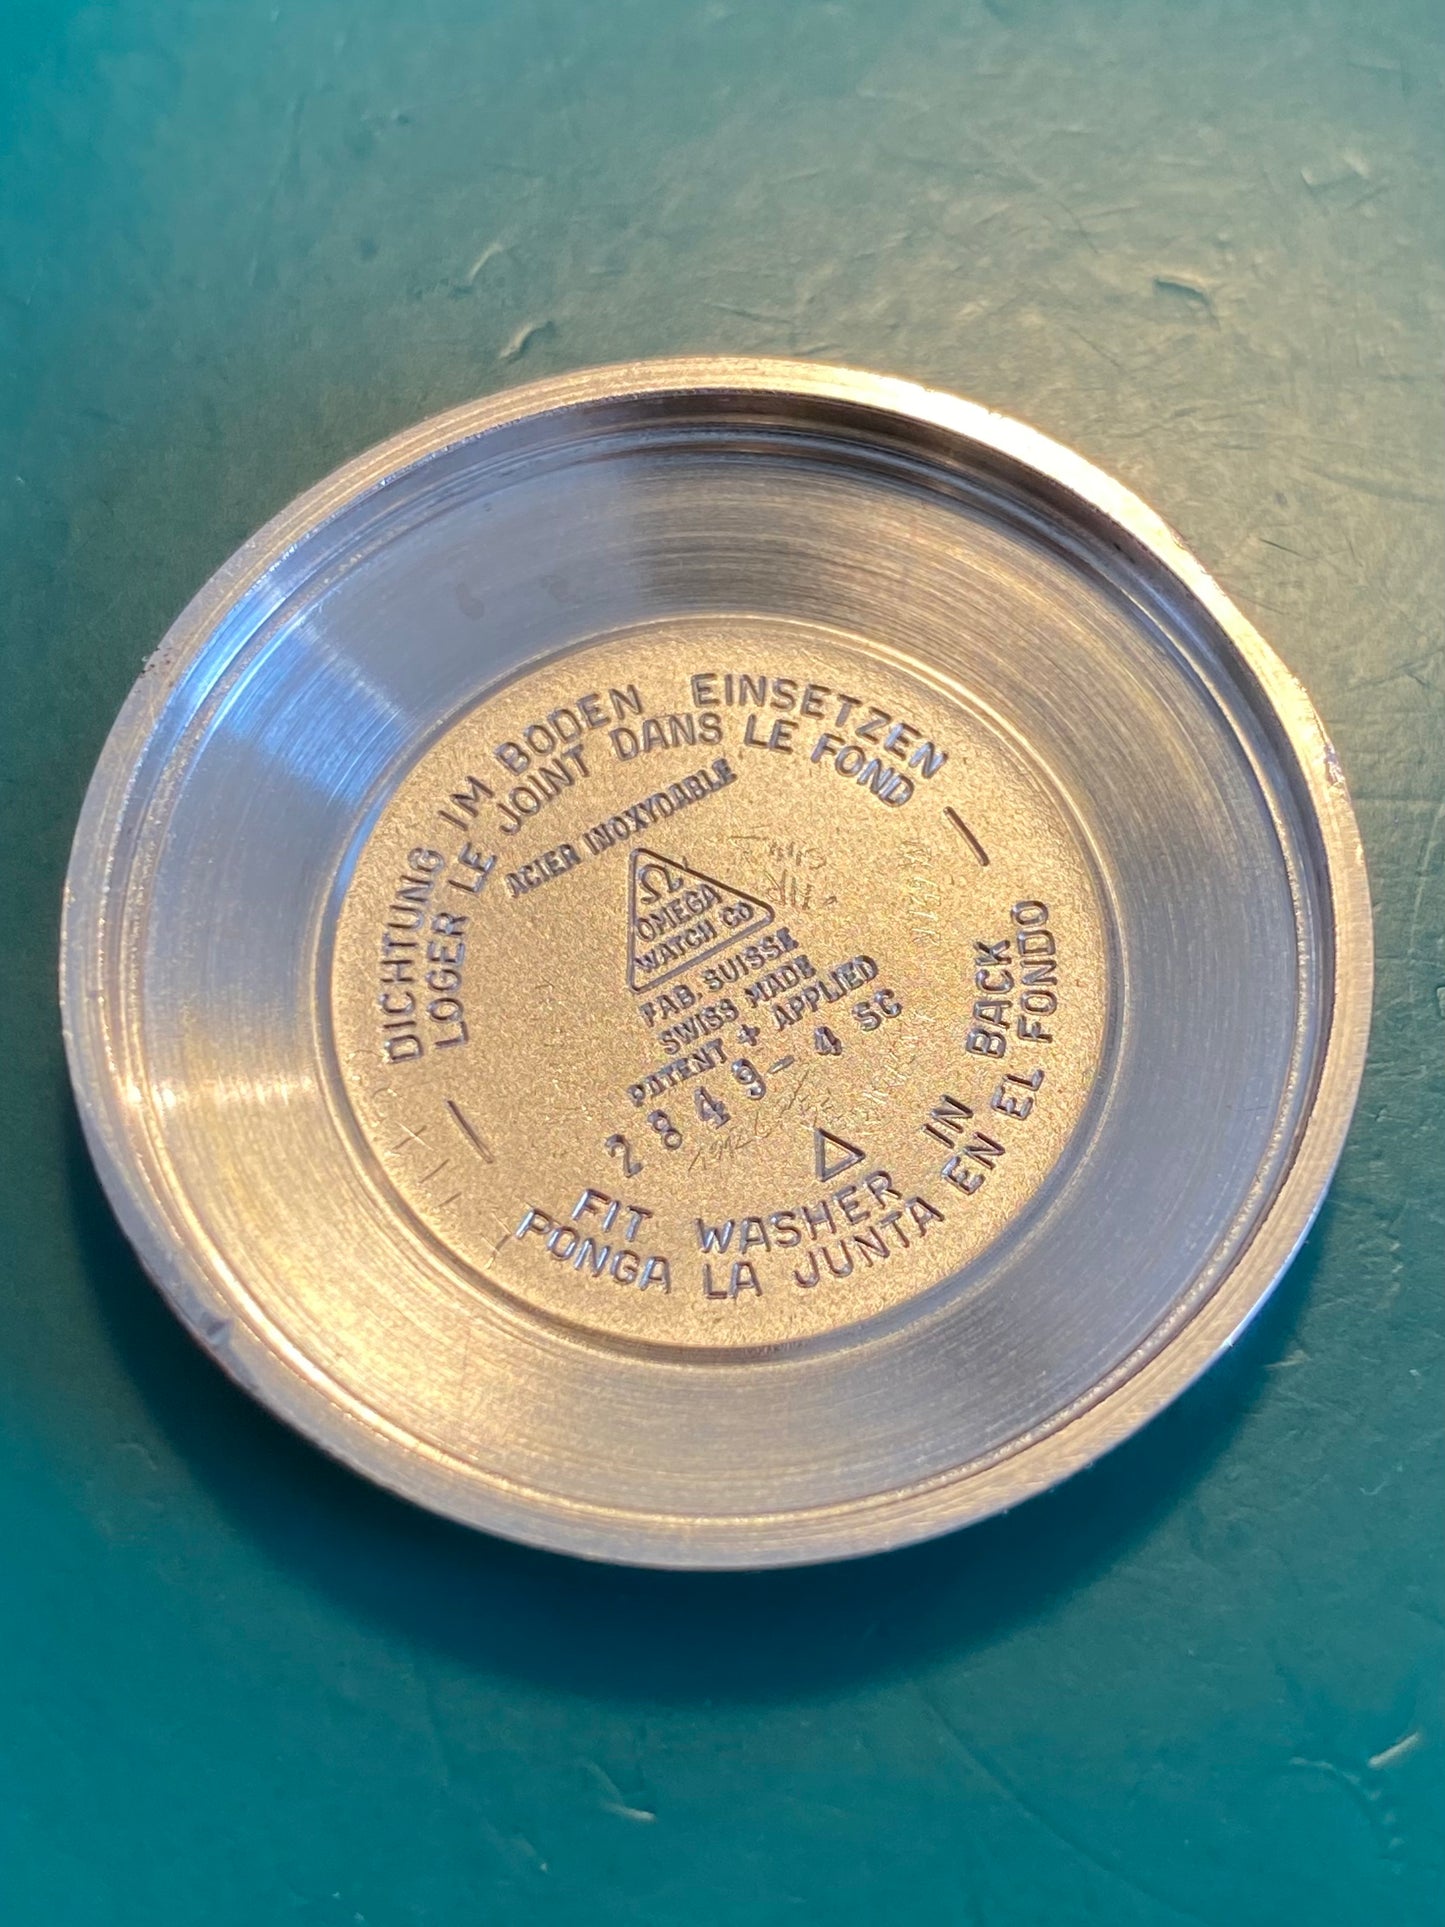 DICHTUNG IM BODEN EINSETZEN
LOGER LE JOINT DANS LE FOND
ACIER INOXYDABLE
Ω
OMEGA
WATCH Co
FAB. SUISSE
SWISS MADE
PATENT + APPLIED
2849-4 SC
FIT WASHER IN BACK
PONGA LA JUNTA EN EL FONDO